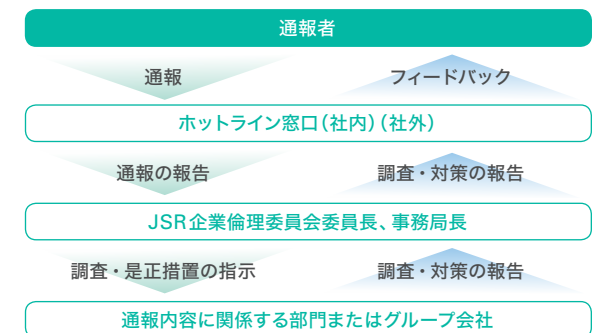 通報者
通報
フィードバック
ホットライン窓口(社内)(社外)
通報の報告
調査・対策の報告
JSR企業倫理委員会委員長、事務局長
調査・是正措置の指示
調査・対策の報告
通報内容に関係する部門またはグループ会社